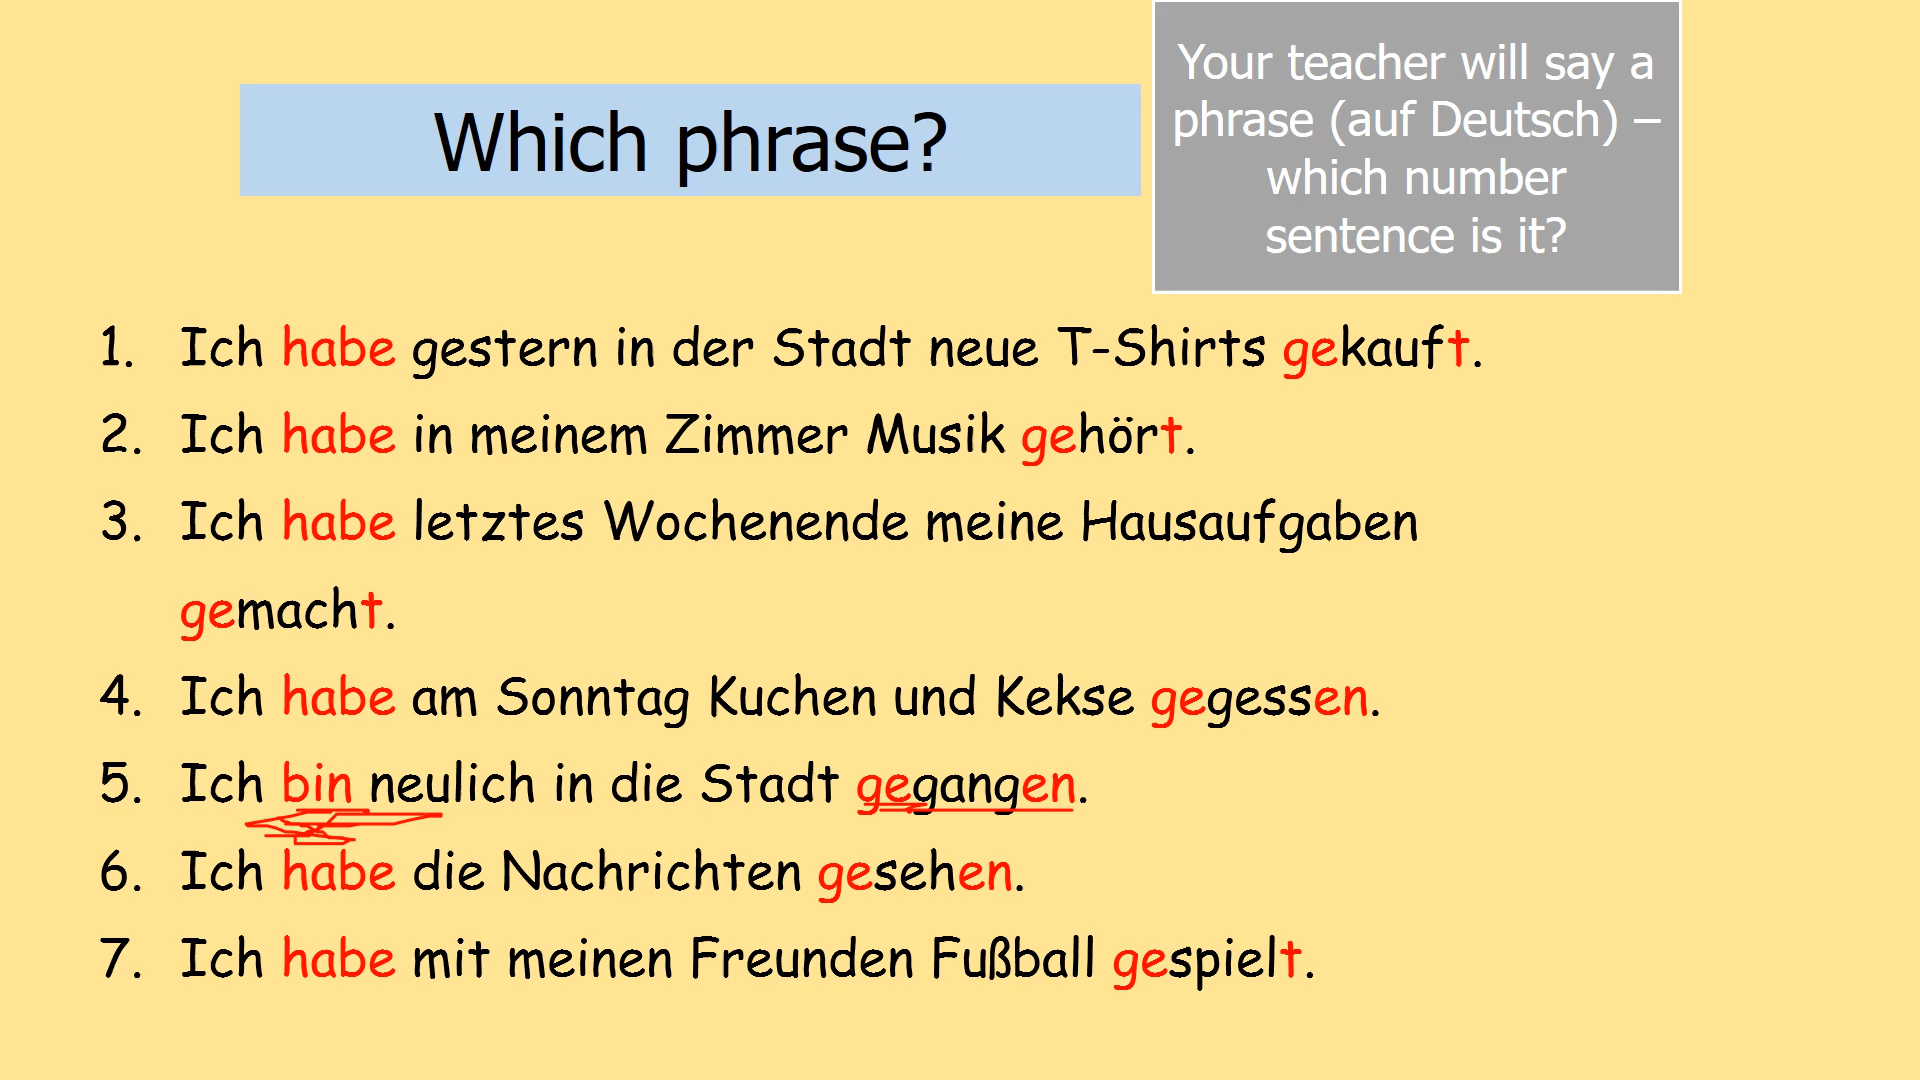 Which phrase?
Your teacher will say a
phrase (auf Deutsch) –
which number
sentence is it?
1. Ich habe gestern in der Stadt neue T-Shirts gekauft.
2. Ich habe in meinem Zimmer Musik gehört.
3. Ich habe letztes Wochenende meine Hausaufgaben
gemacht.
4. Ich habe am Sonntag Kuchen und Kekse gegessen.
5. Ich bin neulich in die Stadt gegangen.
6. Ich habe die Nachrichten gesehen.
7. Ich habe mit meinen Freunden Fußball gespielt.